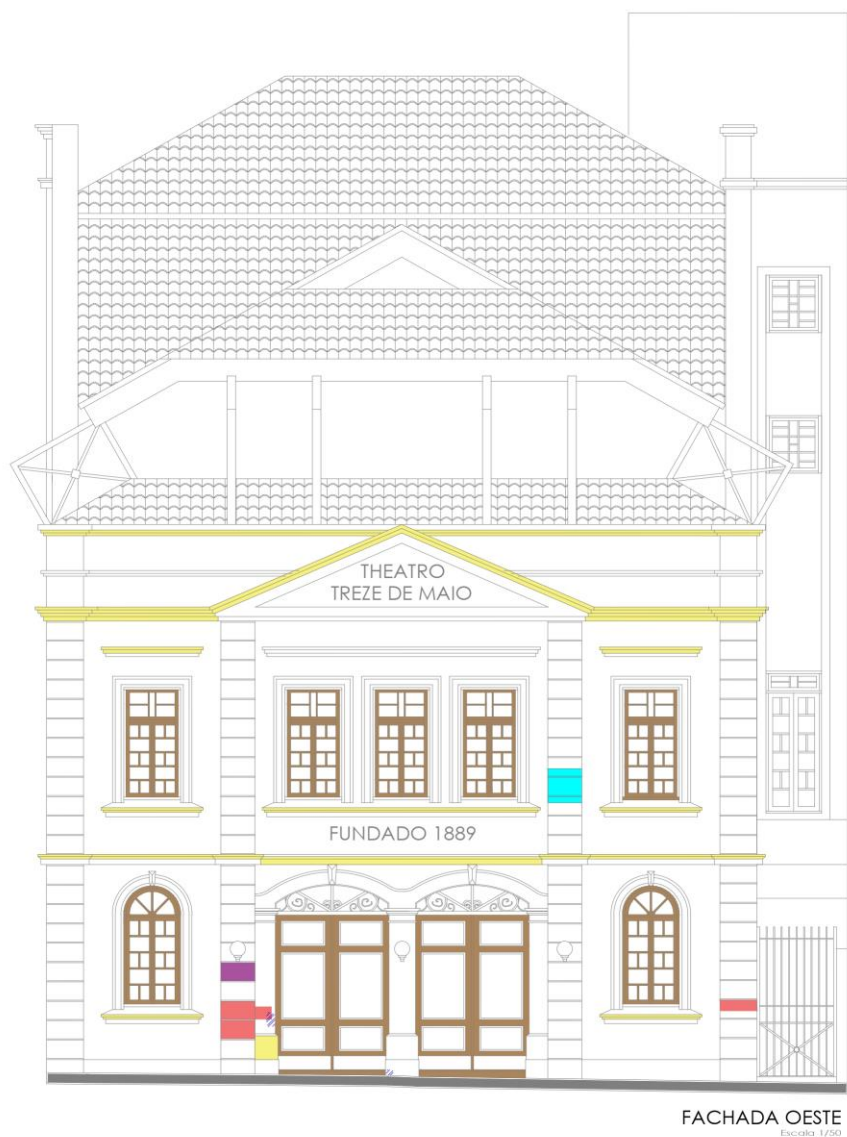 THEATRO
TREZE DE MAIO
FUNDADO 1889
FACHADA OESTE
Escala 1/50